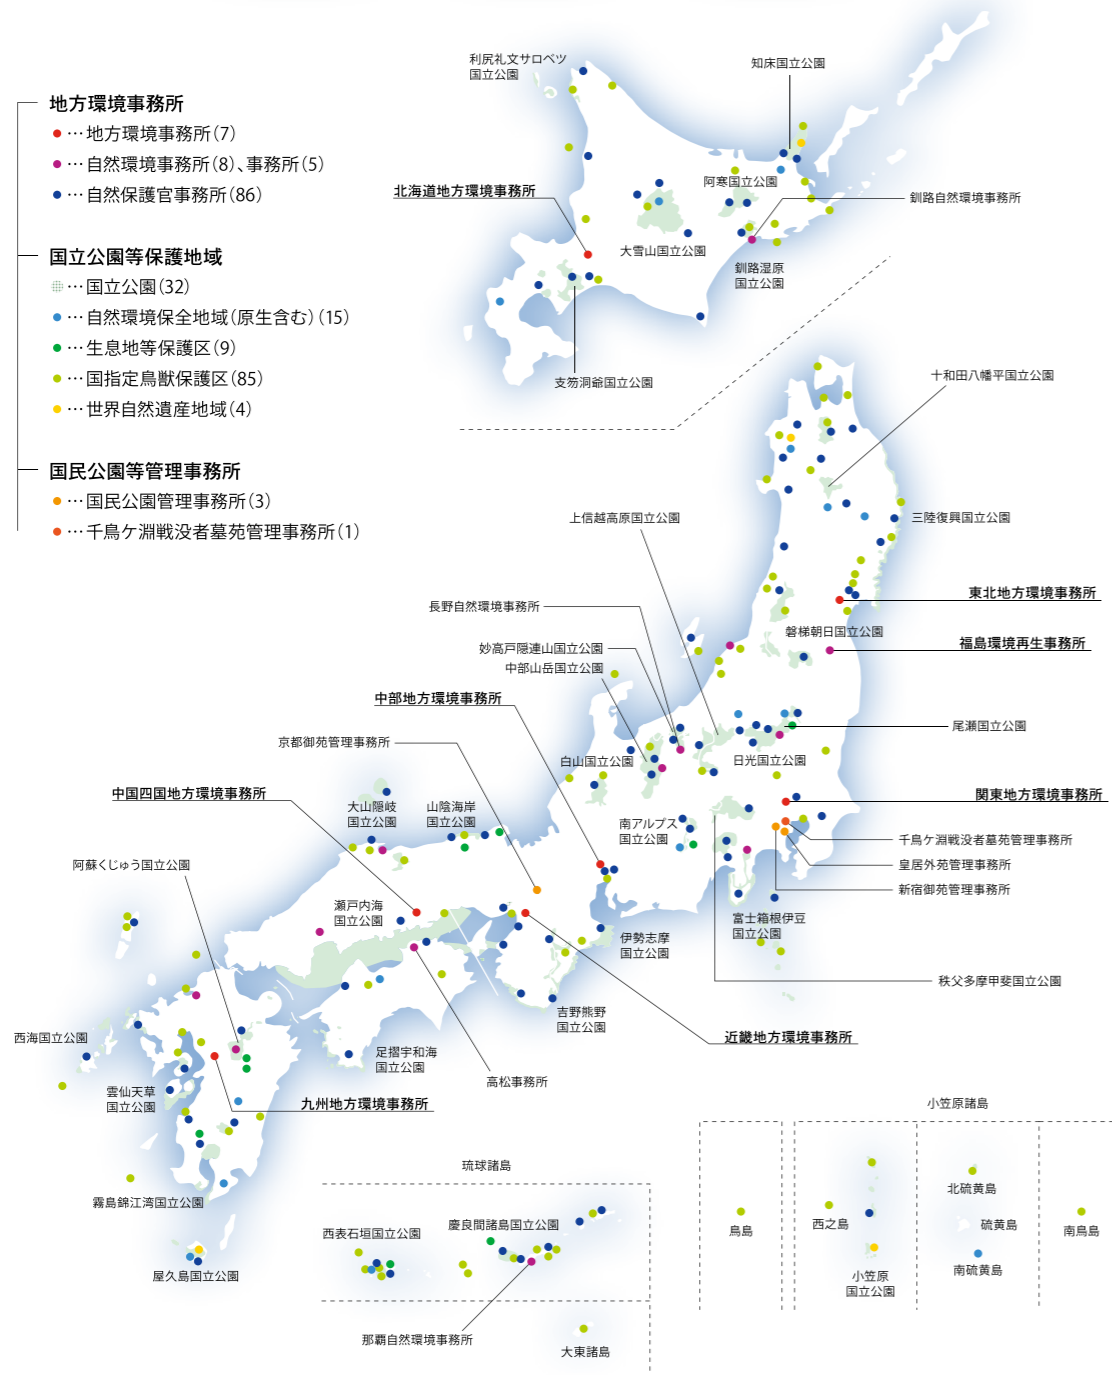 地方環境事務所
…地方環境事務所(7)
…自然環境事務所(8)、事務所(5)
…自然保護官事務所(86)
国立公園等保護地域
…国立公園(32)
…自然環境保全地域(原生含む)(15)
…生息地等保護区(9)
…国指定鳥獣保護区(85)
…世界自然遺産地域(4)
国民公園等管理事務所
…国民公園管理事務所(3)
…千鳥ケ淵戦没者墓苑管理事務所(1)
利尻礼文サロベツ
国立公園
知床国立公園
阿寒国立公園
北海道地方環境事務所
釧路自然環境事務所
大雪山国立公園
釧路湿原
国立公園
支笏洞爺国立公園
十和田八幡平国立公園
上信越高原国立公園
三陸復興国立公園
東北地方環境事務所
長野自然環境事務所
磐梯朝日国立公園
福島環境再生事務所
妙高戸隠連山国立公園
中部山岳国立公園
中部地方環境事務所
尾瀬国立公園
京都御苑管理事務所
白山国立公園
日光国立公園
中国四国地方環境事務所
関東地方環境事務所
大山隠岐
国立公園
山陰海岸
国立公園
南アルプス
国立公園
千鳥ケ淵戦没者墓苑管理事務所
阿蘇くじゅう国立公園
皇居外苑管理事務所
新宿御苑管理事務所
瀬戸内海
国立公園
富士箱根伊豆
国立公園
伊勢志摩
国立公園
秩父多摩甲斐国立公園
吉野熊野
国立公園
西海国立公園
近畿地方環境事務所
足摺宇和海
国立公園
高松事務所
雲仙天草
国立公園
九州地方環境事務所
小笠原諸島
琉球諸島
霧島錦江湾国立公園
北硫黄島
西表石垣国立公園
慶良間諸島国立公園
鳥島
西之島
硫黄島
南鳥島
屋久島国立公園
小笠原
国立公園
南硫黄島
那覇自然環境事務所
大東諸島